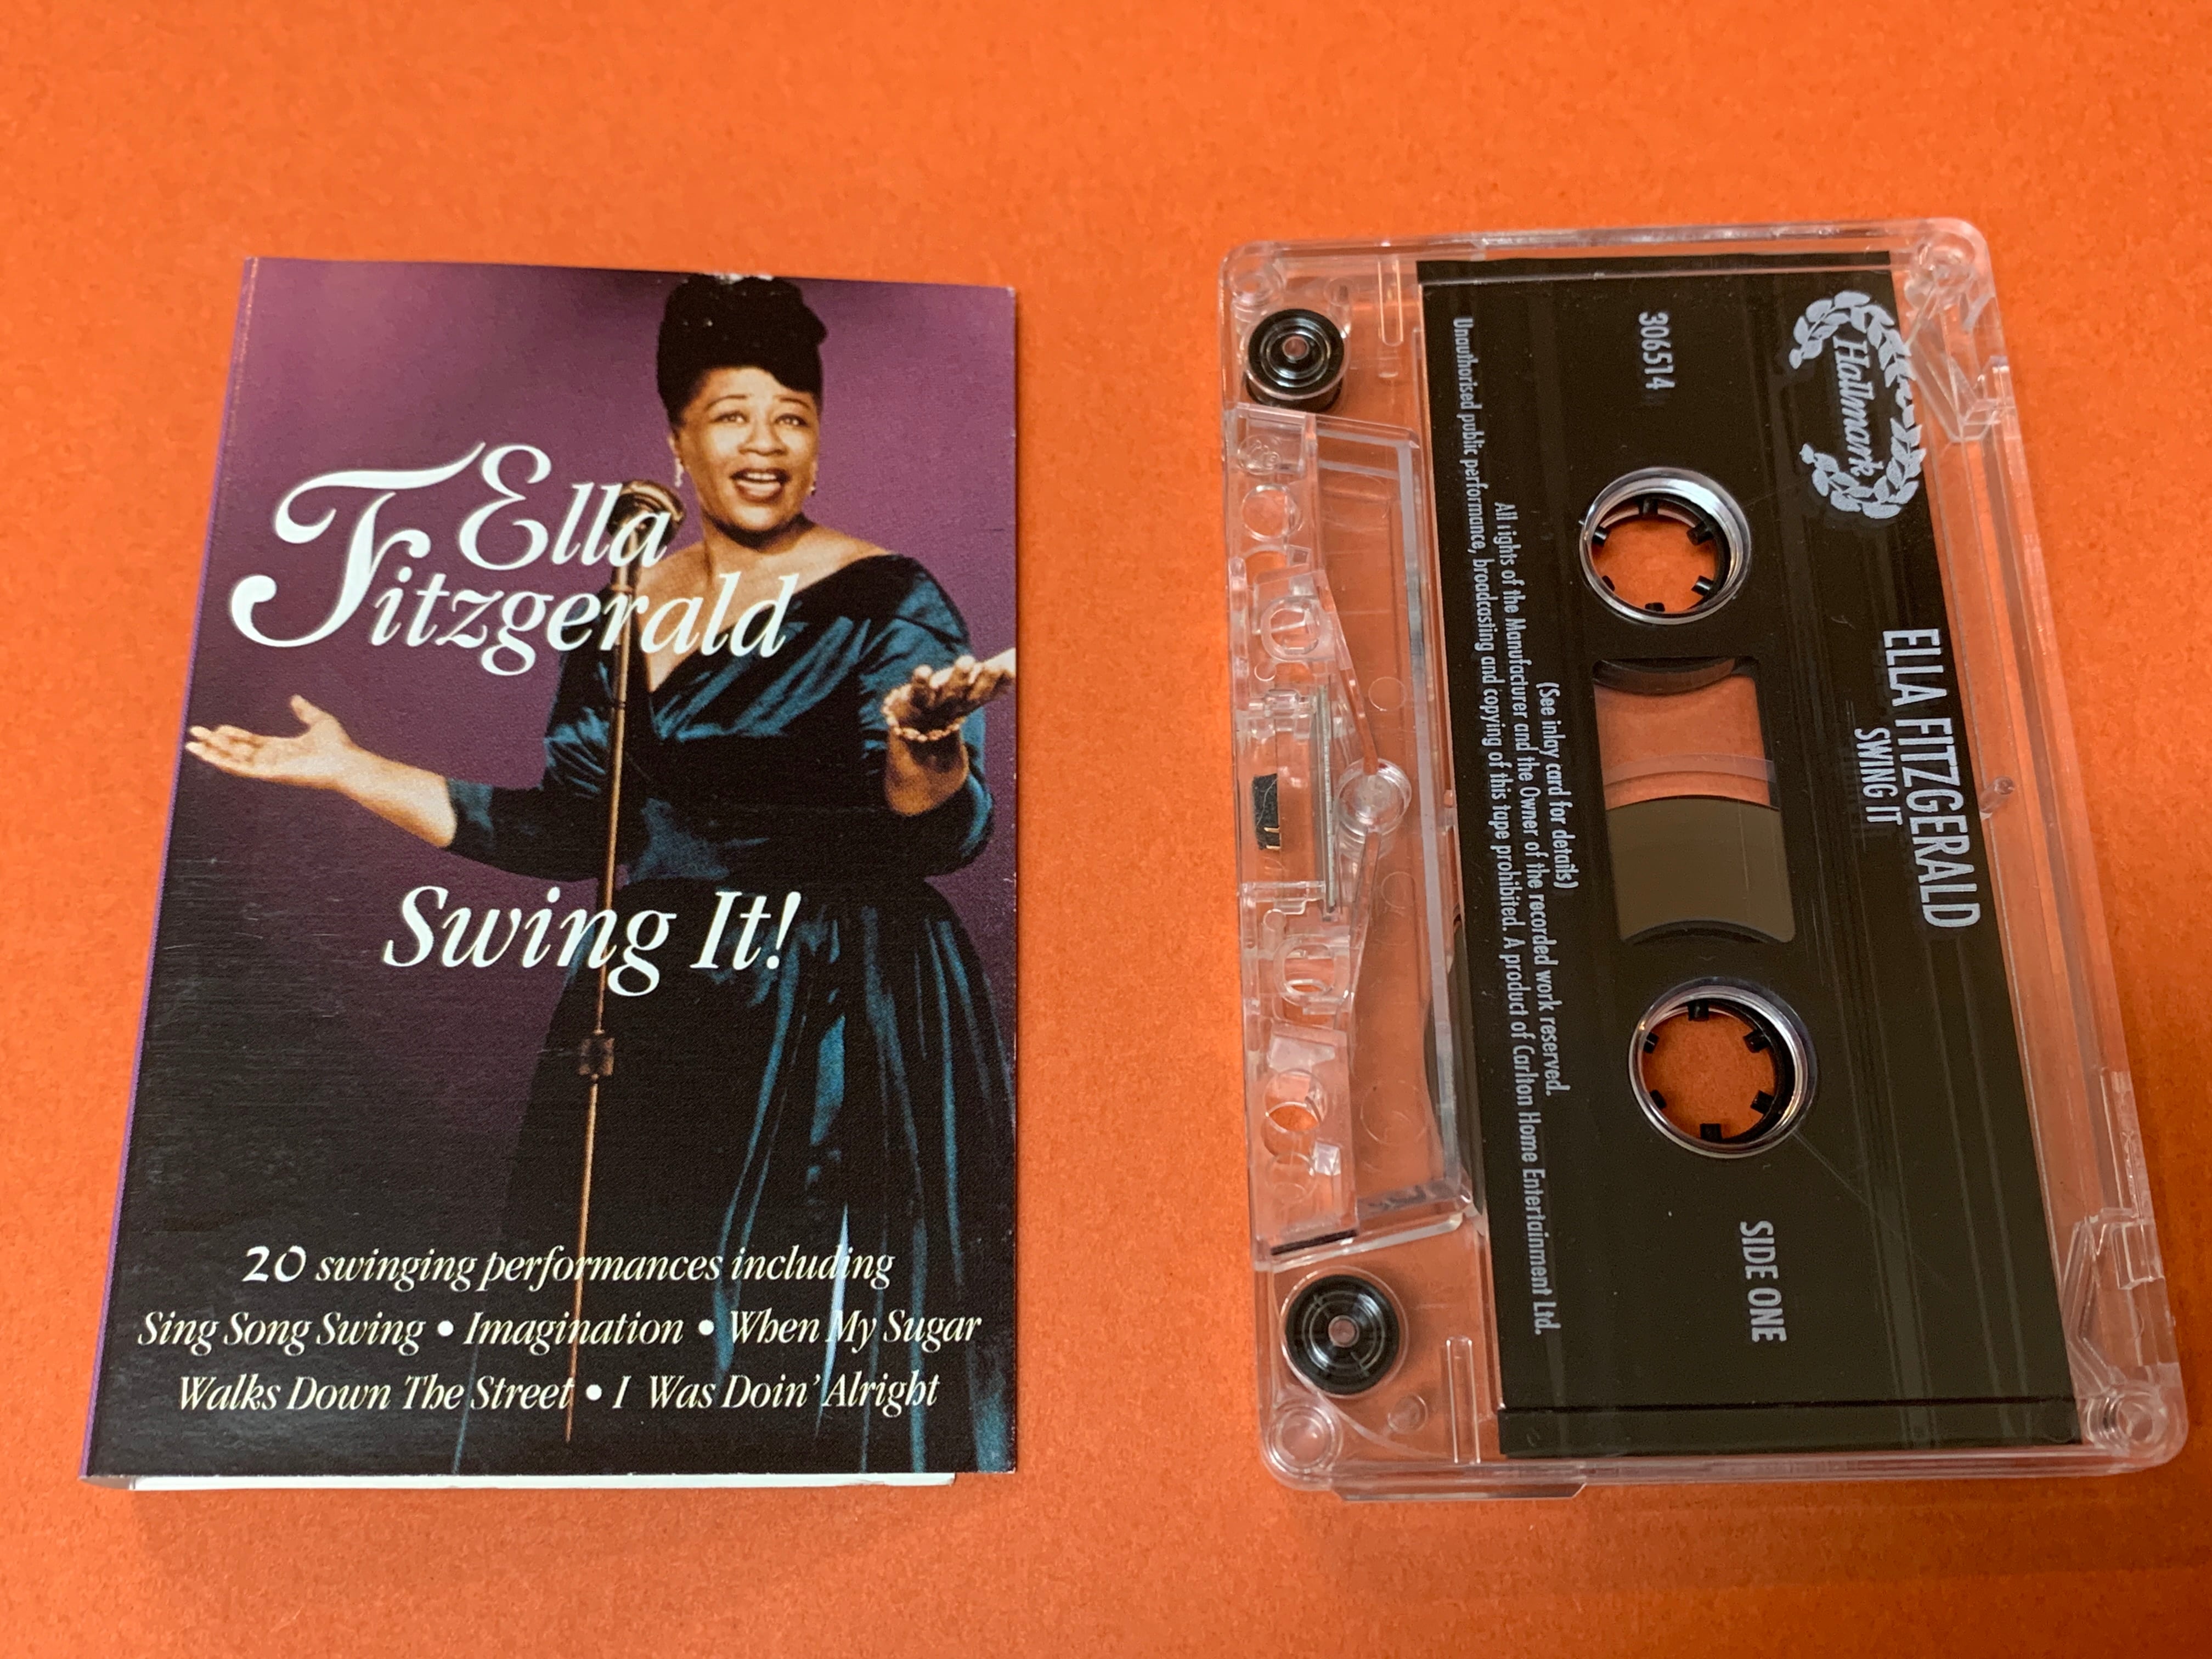 Ella
Fitzgerald
Swing It!
20 swinging performances including
Sing Song Swing • Imagination • When My Sugar
Walks Down The Street • I Was Doin' Alright
Hallmark
ELLA FITZGERALD
SWING IT
306514
SIDE ONE
(See inlay card for details)
All rights of the Manufacturer and the Owner of the recorded work reserved.
Unauthorised public performance, broadcasting and copying of this tape prohibited. A product of Carlton Home Entertainment Ltd.